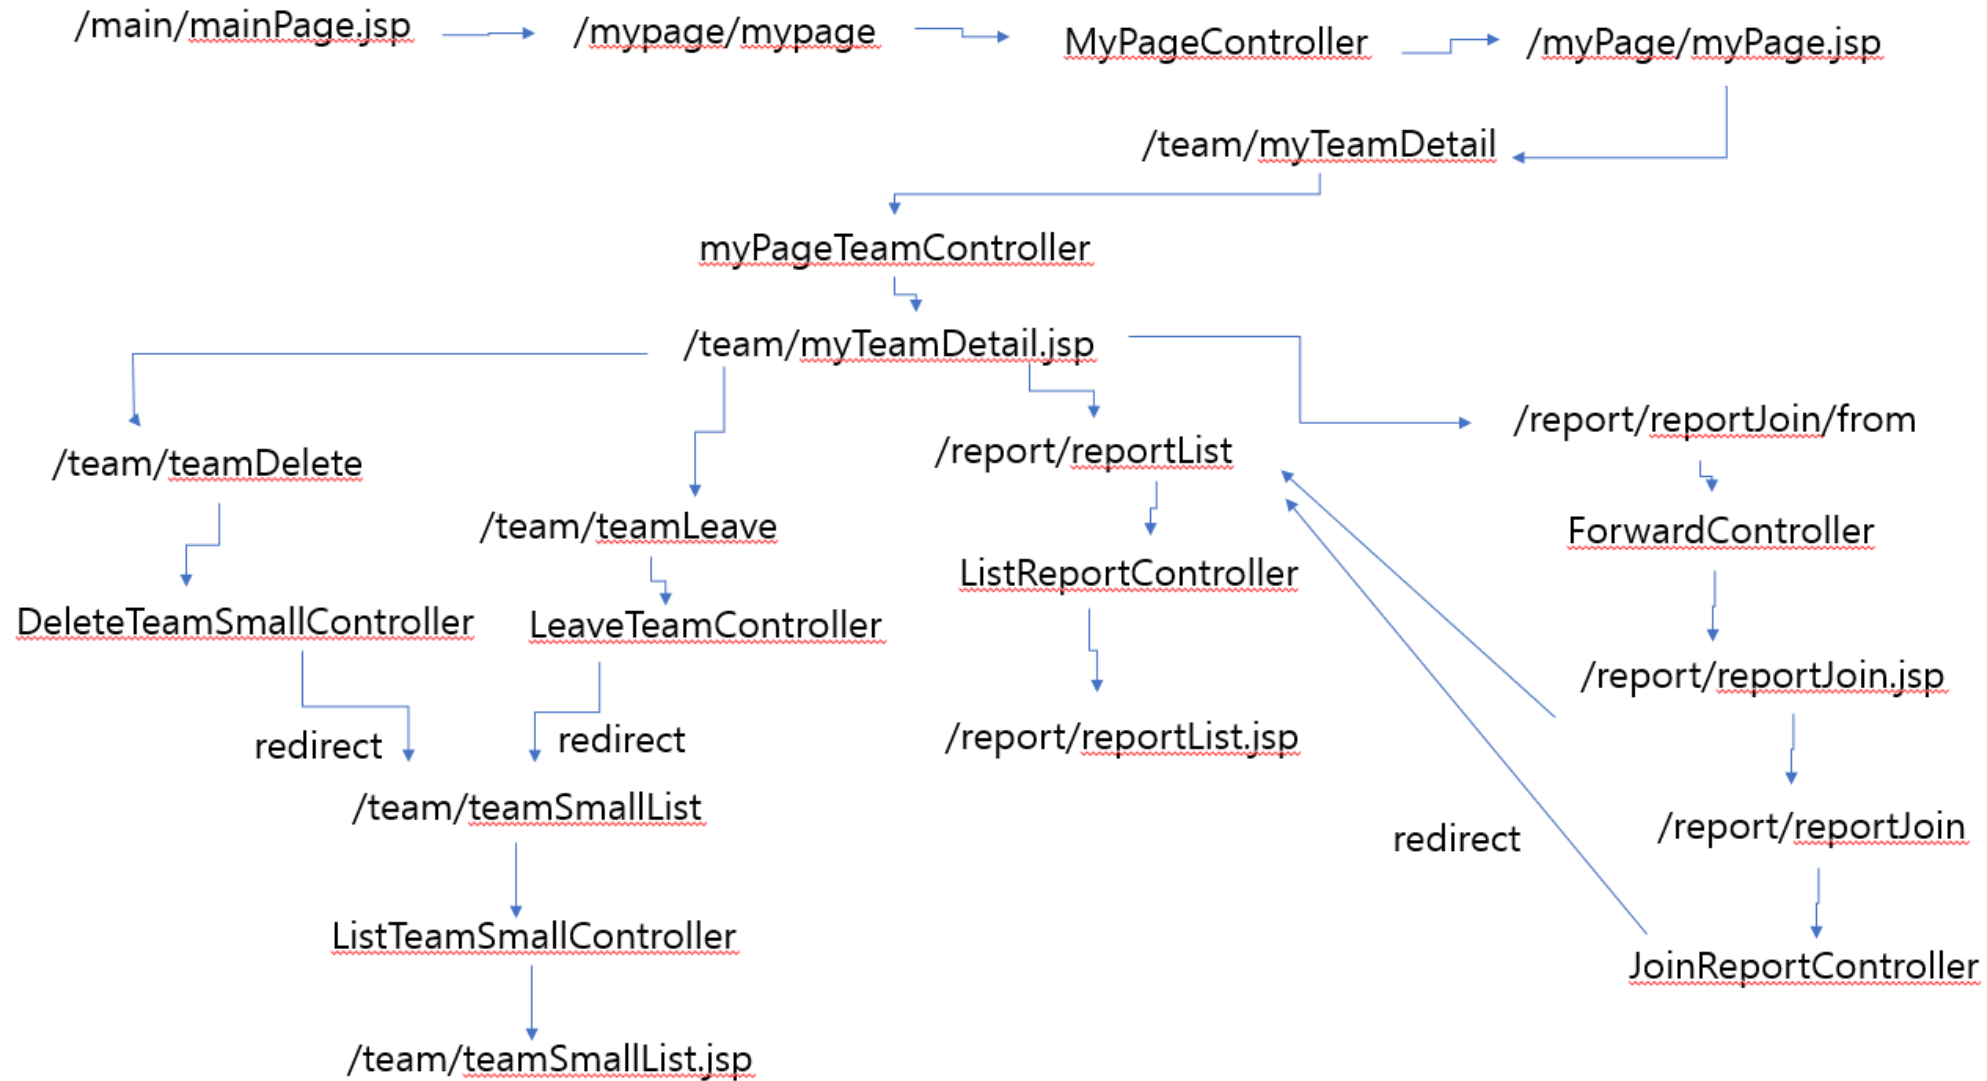 /main/mainPage.jsp
/mypage/mypage
MyPageController
/myPage/myPage.jsp
/team/myTeamDetail
myPageTeamController
/team/myTeamDetail.jsp
/team/teamDelete
/team/teamLeave
/report/reportList
/report/reportJoin/from
DeleteTeamSmallController
LeaveTeamController
ListReportController
ForwardController
redirect
redirect
/report/reportList.jsp
/report/reportJoin.jsp
/team/teamSmallList
redirect
/report/reportJoin
ListTeamSmallController
JoinReportController
/team/teamSmallList.jsp